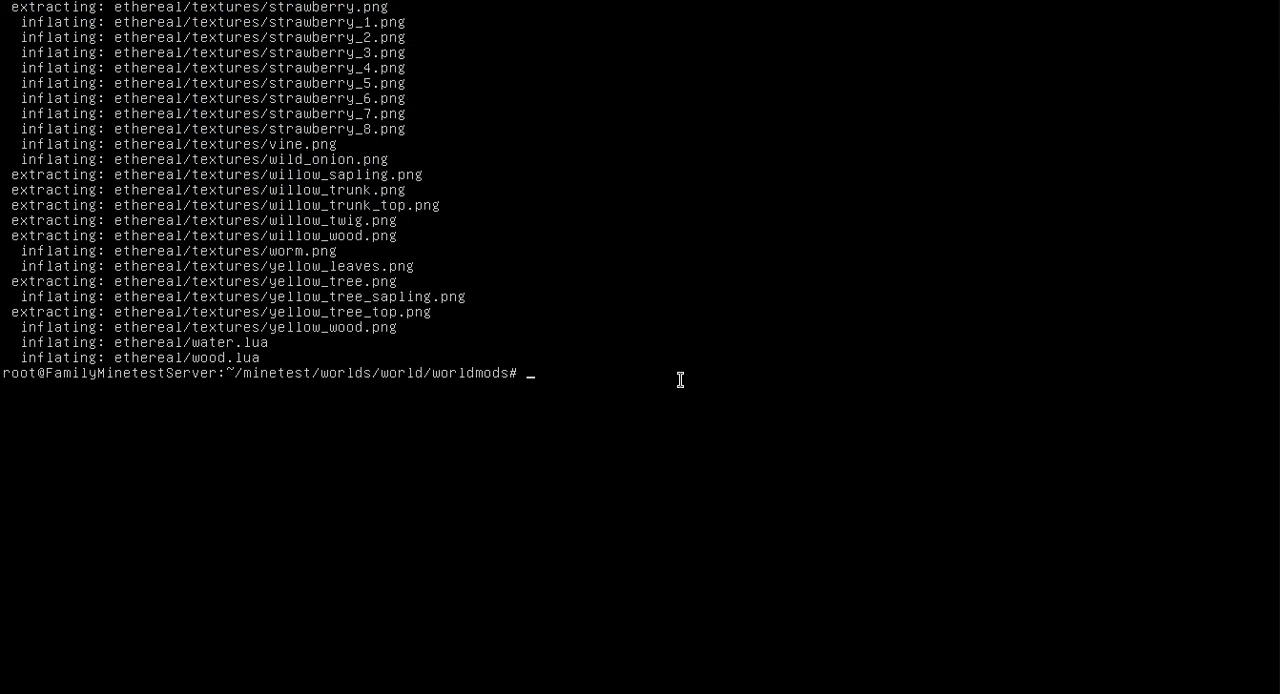 extracting: ethereal/textures/strawberry.png
inflating: ethereal/textures/strawberry_1.png
inflating: ethereal/textures/strawberry_2.png
inflating: ethereal/textures/strawberry_3.png
inflating: ethereal/textures/strawberry_4.png
inflating: ethereal/textures/strawberry_5.png
inflating: ethereal/textures/strawberry_6.png
inflating: ethereal/textures/strawberry_7.png
inflating: ethereal/textures/strawberry_8.png
inflating: ethereal/textures/vine.png
inflating: ethereal/textures/wild_onion.png
extracting: ethereal/textures/willow_sapling.png
extracting: ethereal/textures/willow_trunk.png
extracting: ethereal/textures/willow_trunk_top.png
extracting: ethereal/textures/willow_twig.png
extracting: ethereal/textures/willow_wood.png
inflating: ethereal/textures/worm.png
inflating: ethereal/textures/yellow_leaves.png
extracting: ethereal/textures/yellow_tree.png
inflating: ethereal/textures/yellow_tree_sapling.png
extracting: ethereal/textures/yellow_tree_top.png
inflating: ethereal/textures/yellow_wood.png
inflating: ethereal/water.lua
inflating: ethereal/wood.lua
root@FamilyMinetestServer:~/minetest/worlds/world/worldmods# _